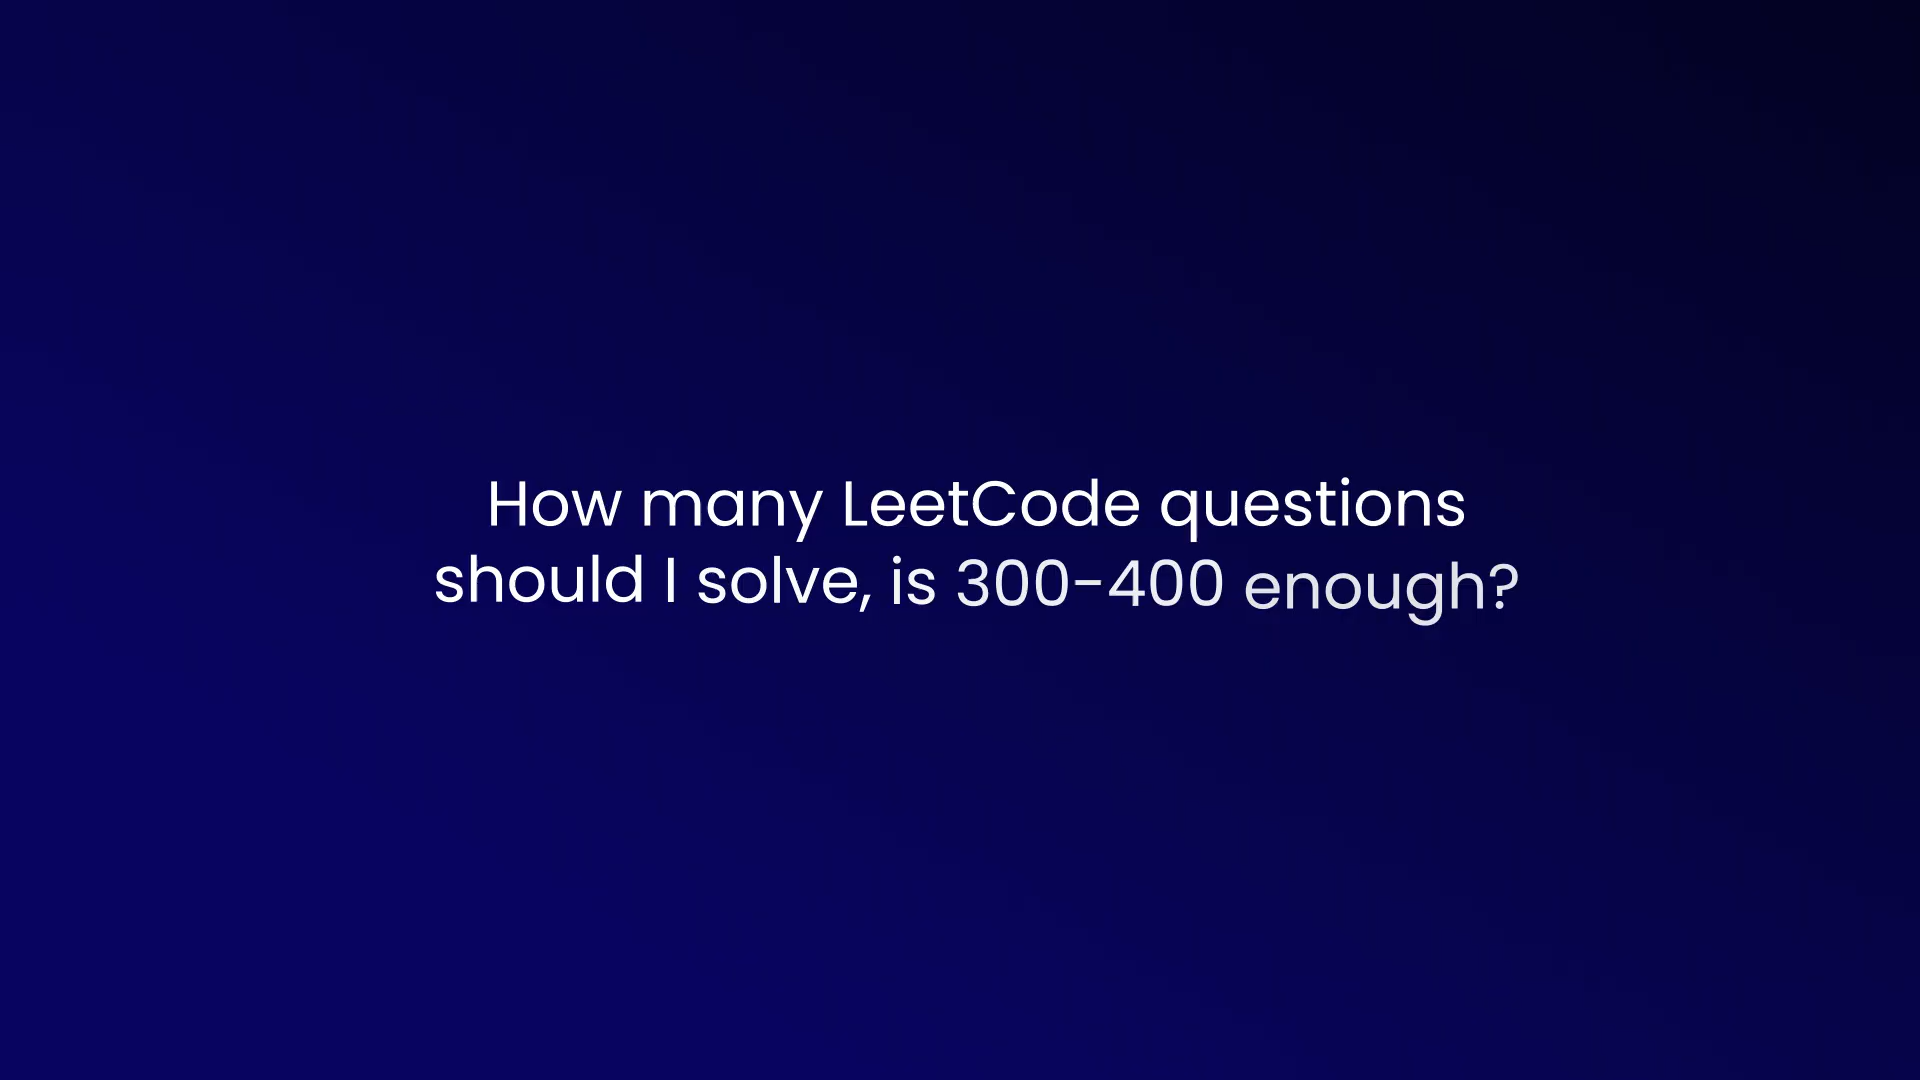 How many LeetCode questions
should I solve, is 300-400 enough?